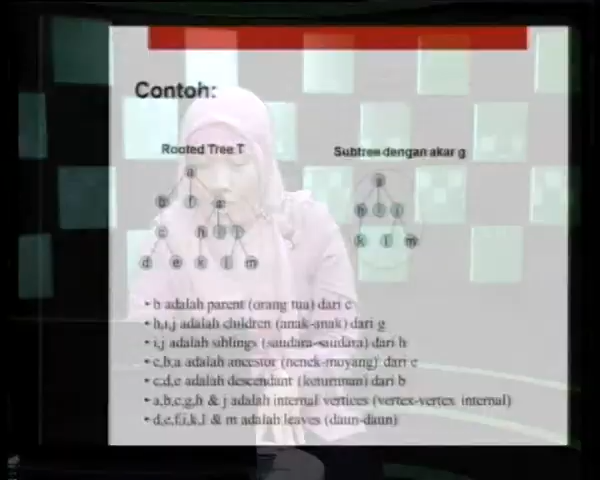 Contoh:
Rooted Tree T
Subtree dengan akar g
a
b f g
c h i j
d e k l m
g
h i j
k l m
• b adalah parent (orang tua) dari c
• h,i,j adalah children (anak-anak) dari g
• i,j adalah siblings (saudara-saudara) dari h
• c,b,a adalah ancestor (nenek-moyang) dari e
• c,d,e adalah descendant (keturunan) dari b
• a,b,c,g,h & j adalah internal vertices (vertex-vertex internal)
• d,e,f,i,k,l & m adalah leaves (daun-daun)